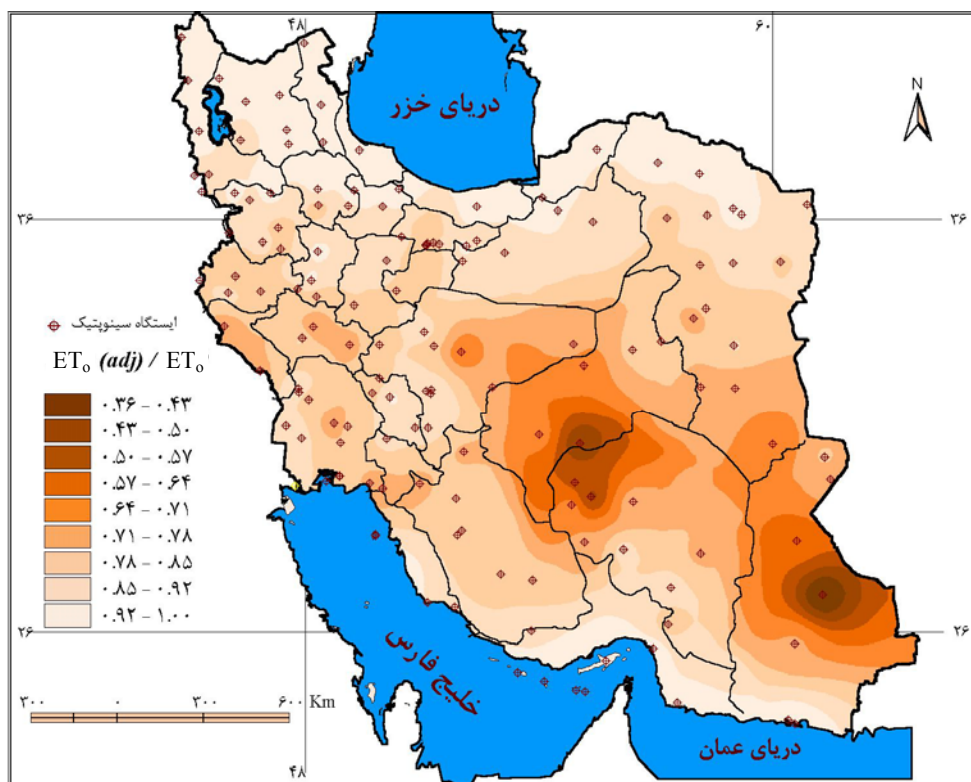 ۴۸
۶۰
دریای خزر
N
۳۶
۳۶
ایستگاه سینوپتیک
ETo (adj) / ETo
۰.۳۶ – ۰.۴۳
۰.۴۳ – ۰.۵۰
۰.۵۰ – ۰.۵۷
۰.۵۷ – ۰.۶۴
۰.۶۴ – ۰.۷۱
۰.۷۱ – ۰.۷۸
۰.۷۸ – ۰.۸۵
۰.۸۵ – ۰.۹۲
۰.۹۲ – ۱.۰۰
۲۶
۲۶
خلیج فارس
۳۰۰ ۰ ۳۰۰ ۶۰۰ Km
دریای عمان
۴۸